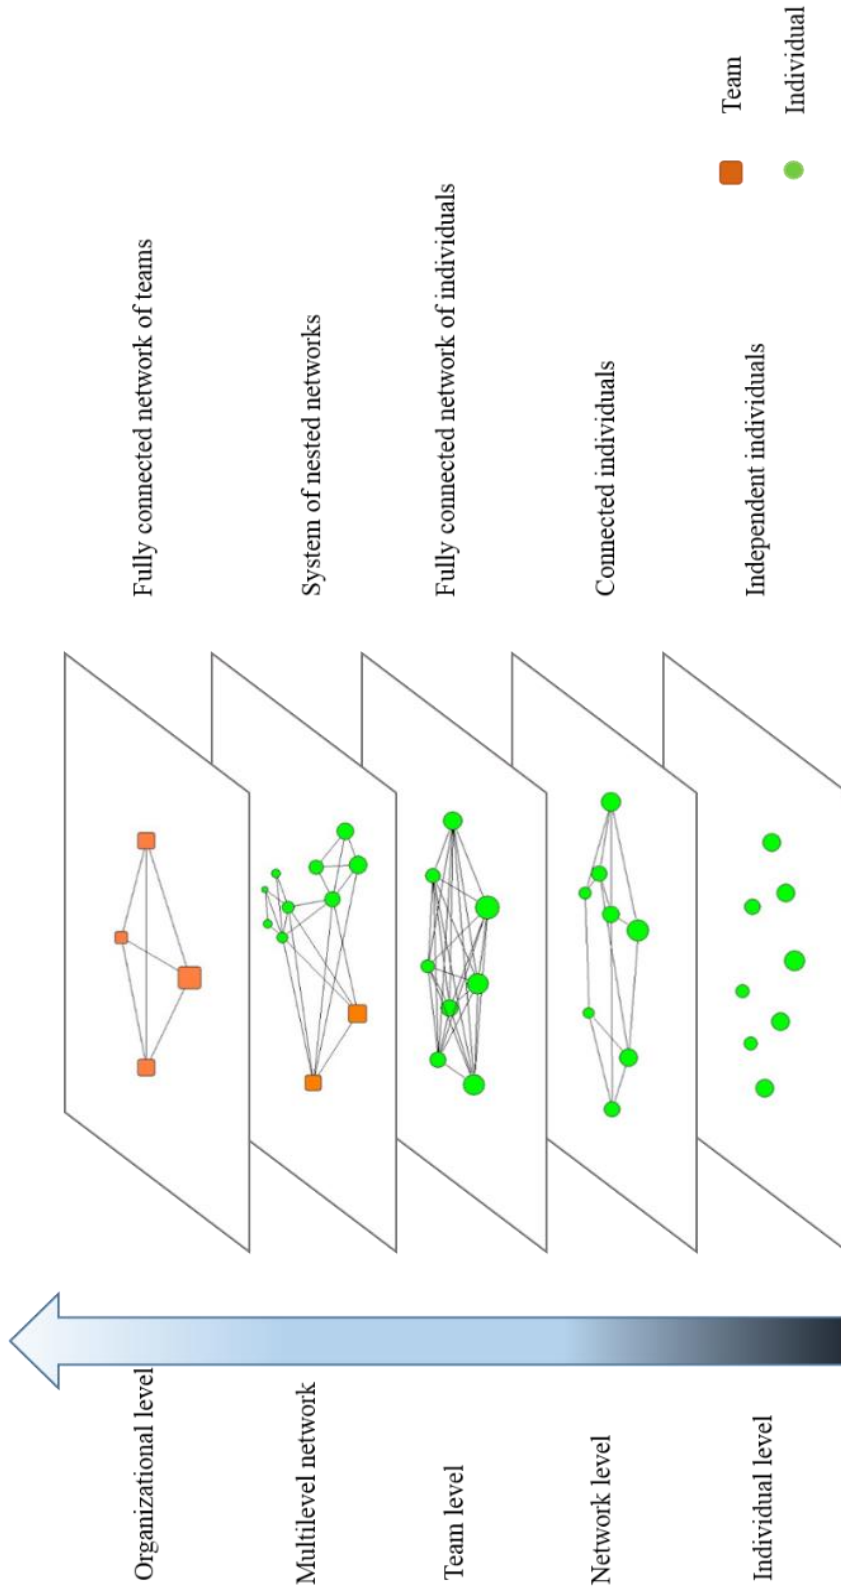 Organizational level
Fully connected network of teams
Multilevel network
System of nested networks
Team level
Fully connected network of individuals
Network level
Connected individuals
Individual level
Independent individuals
Team
Individual